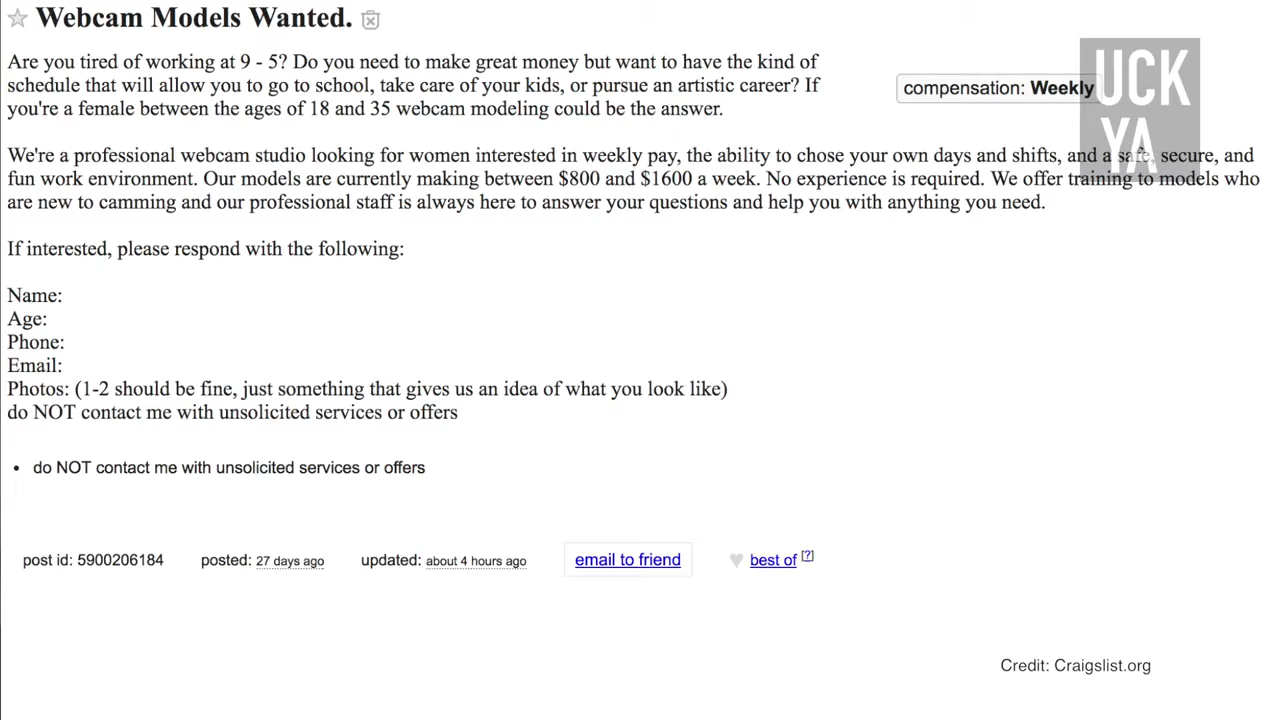 Webcam Models Wanted.
Are you tired of working at 9 - 5? Do you need to make great money but want to have the kind of
schedule that will allow you to go to school, take care of your kids, or pursue an artistic career? If
you're a female between the ages of 18 and 35 webcam modeling could be the answer.
compensation: Weekly
UCK
YA
We're a professional webcam studio looking for women interested in weekly pay, the ability to chose your own days and shifts, and a safe, secure, and
fun work environment. Our models are currently making between $800 and $1600 a week. No experience is required. We offer training to models who
are new to camming and our professional staff is always here to answer your questions and help you with anything you need.
If interested, please respond with the following:
Name:
Age:
Phone:
Email:
Photos: (1-2 should be fine, just something that gives us an idea of what you look like)
do NOT contact me with unsolicited services or offers
• do NOT contact me with unsolicited services or offers
post id: 5900206184 posted: 27 days ago updated: about 4 hours ago email to friend best of [?]
Credit: Craigslist.org